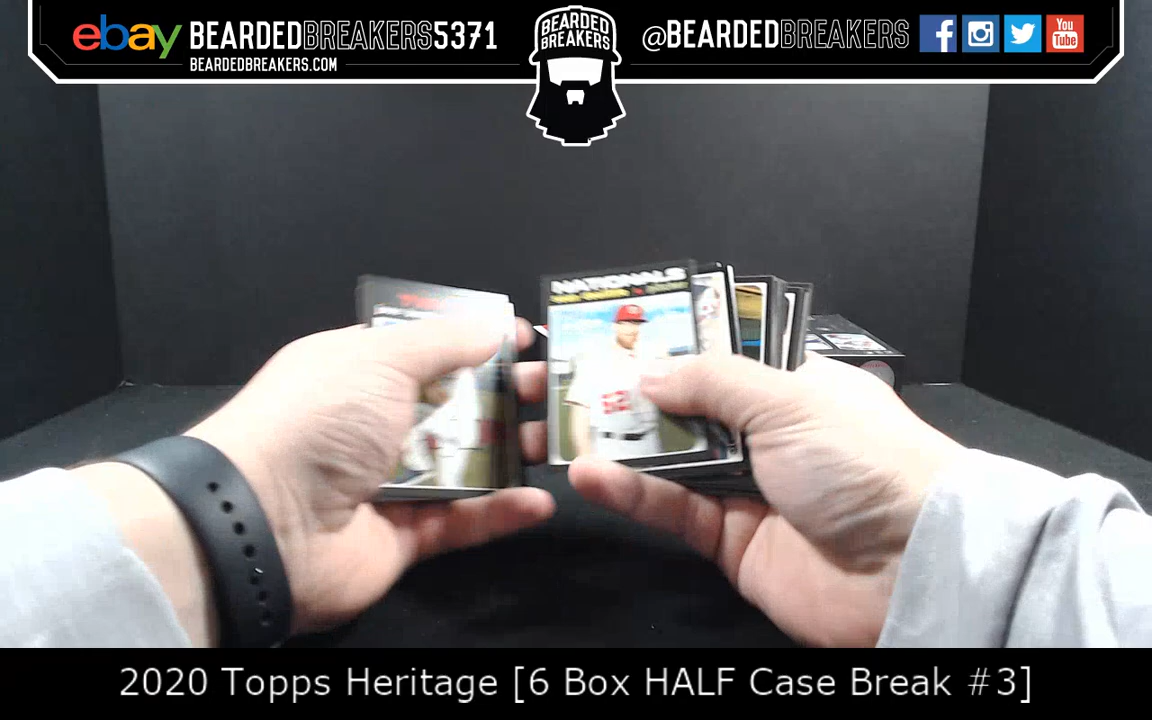 ebay BEARDEDBREAKERS5371
BEARDEDBREAKERS.COM
BEARDED
BREAKERS
@BEARDEDBREAKERS
You
Tube
NATIONALS
2020 Topps Heritage [6 Box HALF Case Break #3]